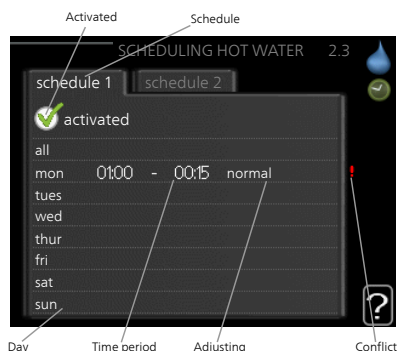 Activated Schedule
SCHEDULING HOT WATER 2.3
schedule 1 schedule 2
activated
all
mon 01:00 - 00:15 normal !
tues
wed
thur
fri
sat
sun
?
Day Time period Adjusting Conflict